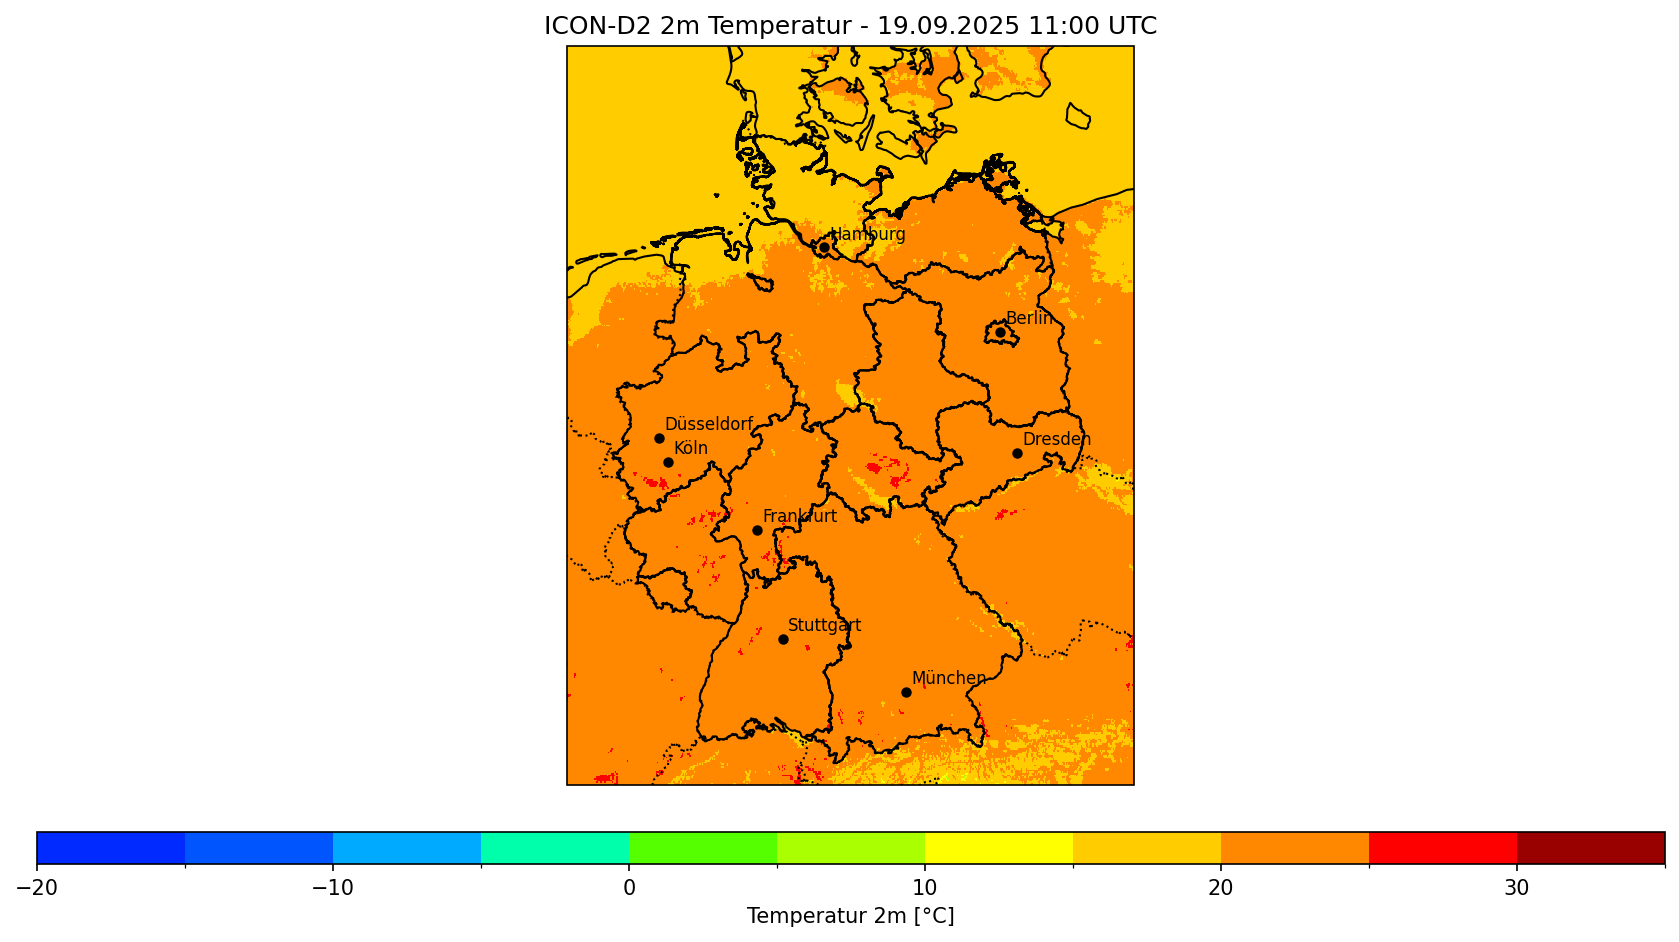 ICON-D2 2m Temperatur - 19.09.2025 11:00 UTC
Hamburg
Berlin
Düsseldorf
Köln
Dresden
Frankfurt
Stuttgart
München
−20 −10 0 10 20 30
Temperatur 2m [°C]